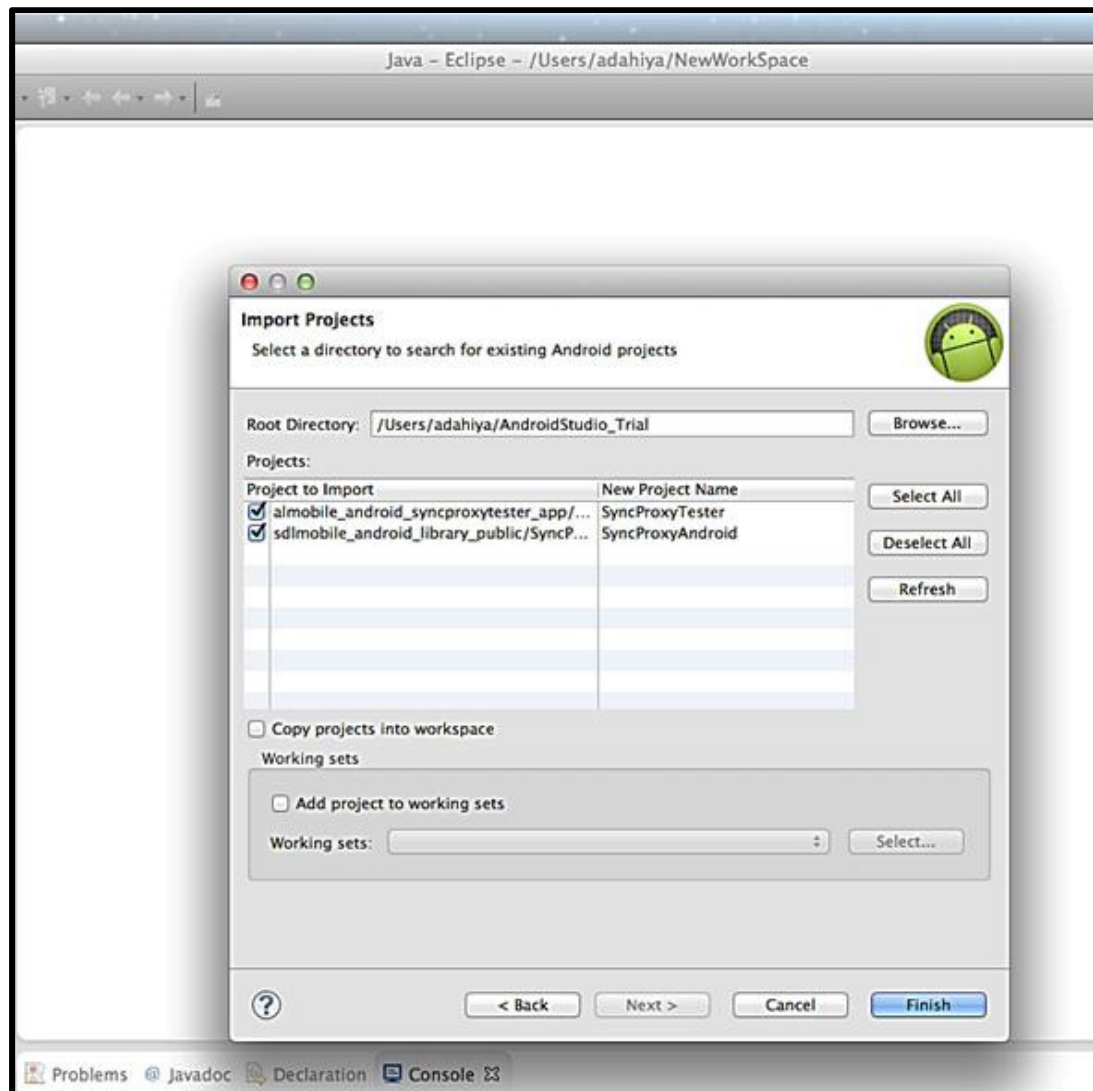 Java – Eclipse – /Users/adahiya/NewWorkSpace
Import Projects
Select a directory to search for existing Android projects
Root Directory: /Users/adahiya/AndroidStudio_Trial Browse...
Projects:
Project to Import New Project Name
almobile_android_syncproxytester_app/... SyncProxyTester
sdlmobile_android_library_public/SyncP... SyncProxyAndroid
Select All
Deselect All
Refresh
Copy projects into workspace
Working sets
Add project to working sets
Working sets: Select...
? < Back Next > Cancel Finish
Problems @ Javadoc Declaration Console